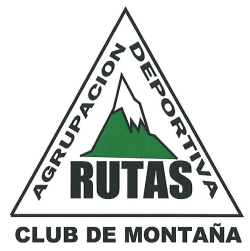 AGRUPACION DEPORTIVA
RUTAS
CLUB DE MONTAÑA